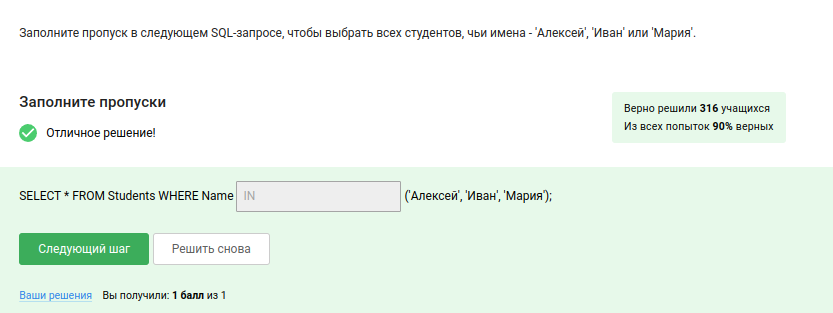 Заполните пропуск в следующем SQL-запросе, чтобы выбрать всех студентов, чьи имена - 'Алексей', 'Иван' или 'Мария'.
Заполните пропуски
Отличное решение!
Верно решили 316 учащихся
Из всех попыток 90% верных
SELECT * FROM Students WHERE Name IN ('Алексей', 'Иван', 'Мария');
Следующий шаг Решить снова
Ваши решения Вы получили: 1 балл из 1